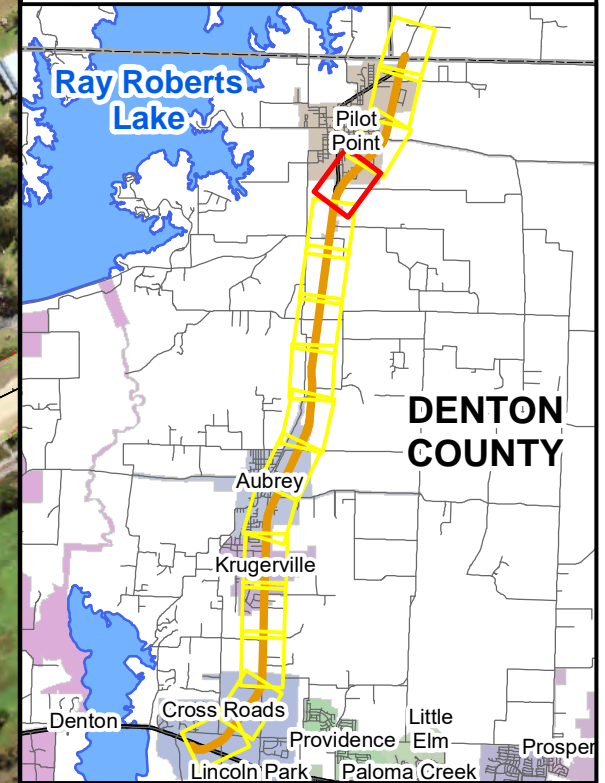 Ray Roberts
Lake
Pilot
Point
DENTON
COUNTY
Aubrey
Krugerville
Cross Roads
Denton
Little
Providence Elm
Prosper
Lincoln Park
Paloma Creek